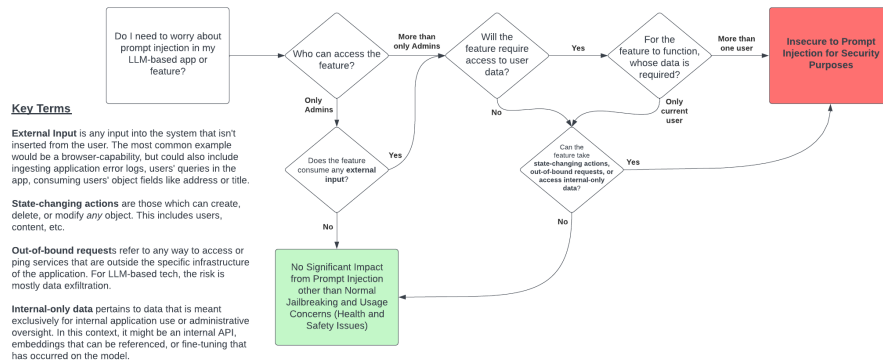 Do I need to worry about
prompt injection in my
LLM-based app or
feature?
Who can access the
feature?
More than
only Admins
Will the
feature require
access to user
data?
Yes
For the
feature to function,
whose data is
required?
More than
one user
Insecure to Prompt
Injection for Security
Purposes
Only
Admins
No
Only
current
user
Does the feature
consume any external
input?
Yes
Can the
feature take
state-changing actions,
out-of-bound requests, or
access internal-only
data?
Yes
No
No
No Significant Impact
from Prompt Injection
other than Normal
Jailbreaking and Usage
Concerns (Health and
Safety Issues)
Key Terms
External Input is any input into the system that isn't
inserted from the user. The most common example
would be a browser-capability, but could also include
ingesting application error logs, users' queries in the
app, consuming users' object fields like address or title.
State-changing actions are those which can create,
delete, or modify any object. This includes users,
content, etc.
Out-of-bound requests refer to any way to access or
ping services that are outside the specific infrastructure
of the application. For LLM-based tech, the risk is
mostly data exfiltration.
Internal-only data pertains to data that is meant
exclusively for internal application use or administrative
oversight. In this context, it might be an internal API,
embeddings that can be referenced, or fine-tuning that
has occurred on the model.